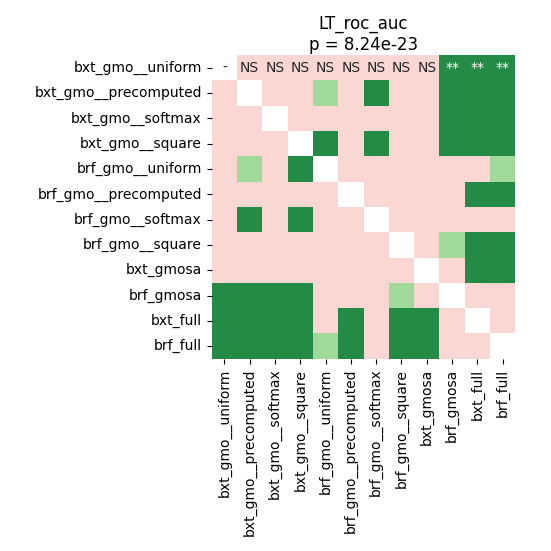 LT_roc_auc
p = 8.24e-23
bxt_gmo__uniform - NS NS NS NS NS NS NS NS ** ** **
bxt_gmo__precomputed
bxt_gmo__softmax
bxt_gmo__square
brf_gmo__uniform
brf_gmo__precomputed
brf_gmo__softmax
brf_gmo__square
bxt_gmosa
brf_gmosa
bxt_full
brf_full
bxt_gmo__uniform
bxt_gmo__precomputed
bxt_gmo__softmax
bxt_gmo__square
brf_gmo__uniform
brf_gmo__precomputed
brf_gmo__softmax
brf_gmo__square
bxt_gmosa
brf_gmosa
bxt_full
brf_full